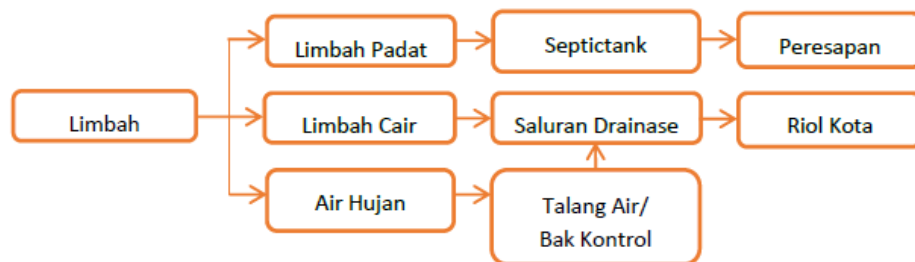 Limbah
Limbah Padat
Septictank
Peresapan
Limbah Cair
Saluran Drainase
Riol Kota
Air Hujan
Talang Air/
Bak Kontrol